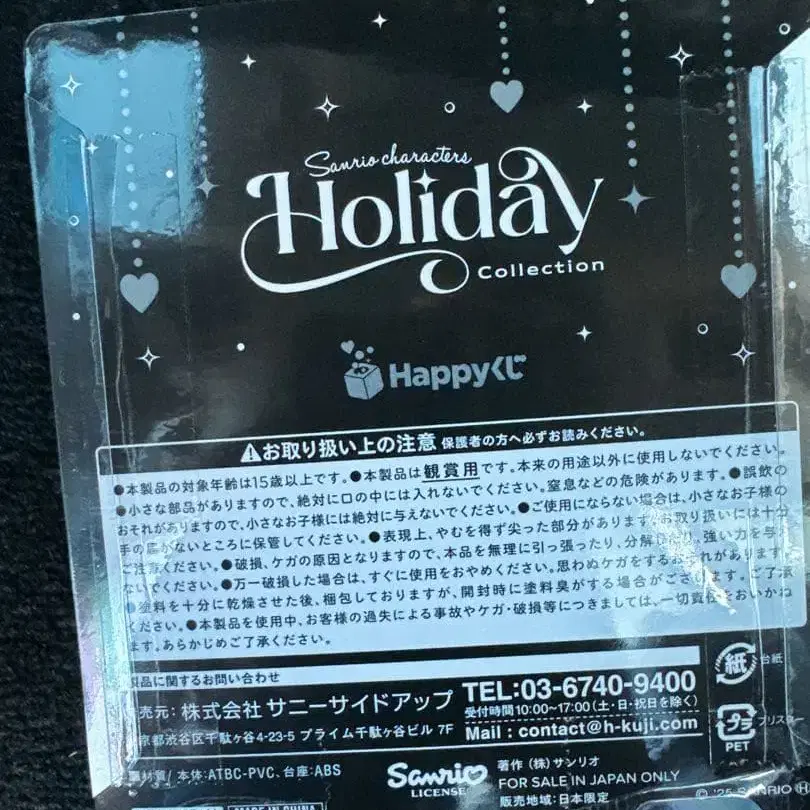 Sanrio characters
Holiday
Collection
Happyくじ
⚠お取り扱い上の注意 保護者の方へ必ずお読みください。
●本製品の対象年齢は15歳以上です。●本製品は観賞用です。本来の用途以外に使用しないでください。
●小さな部品がありますので、絶対に口の中には入れないでください。窒息などの危険があります。●誤飲の
おそれがありますので、小さなお子様には絶対に与えないでください。●ご使用にならない場合は、小さなお子様の
手の届かないところに保管してください。●表現上、やむを得ず尖った部分があります。お取り扱いには十分
ご注意ください。●破損、ケガの原因となりますので、本品を無理に引っ張ったり、分解したり、強い力を与え
ないでください。●万一破損した場合は、すぐに使用をおやめください。思わぬケガをするおそれがあります。
●塗料を十分に乾燥させた後、梱包しておりますが、開封時に塗料臭がする場合がございます。ご了承
ください。●本製品を使用中、お客様の過失による事故やケガ・破損等につきましては、一切責任をおいかね
ます。あらかじめご了承ください。
製品に関するお問い合わせ
売元: 株式会社 サニーサイドアップ
京都渋谷区千駄ヶ谷4-23-5 プライム千駄ヶ谷ビル 7F
TEL:03-6740-9400
受付時間10:00~17:00(土・日・祝日を除く)
Mail : contact@h-kuji.com
紙 台紙
プラ ブリスター
PET
材質/ 本体:ATBC-PVC、台座:ABS
Sanrio
LICENSE
著作 (株) サンリオ
FOR SALE IN JAPAN ONLY
販売地域:日本限定
MADE IN CHINA
© '25 SANRIO